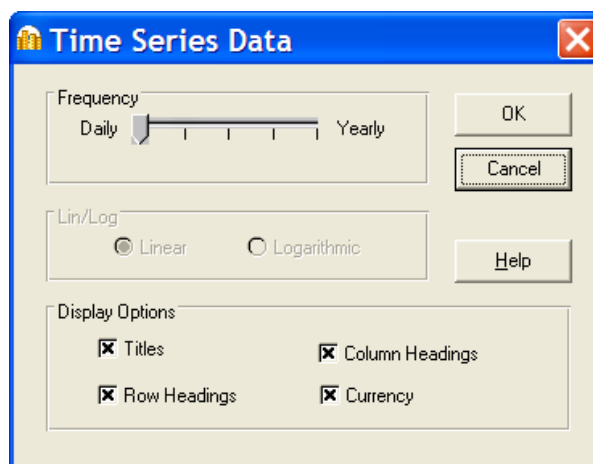 Time Series Data
Frequency
Daily Yearly
OK
Cancel
Lin/Log
Linear Logarithmic
Help
Display Options
Titles Column Headings
Row Headings Currency